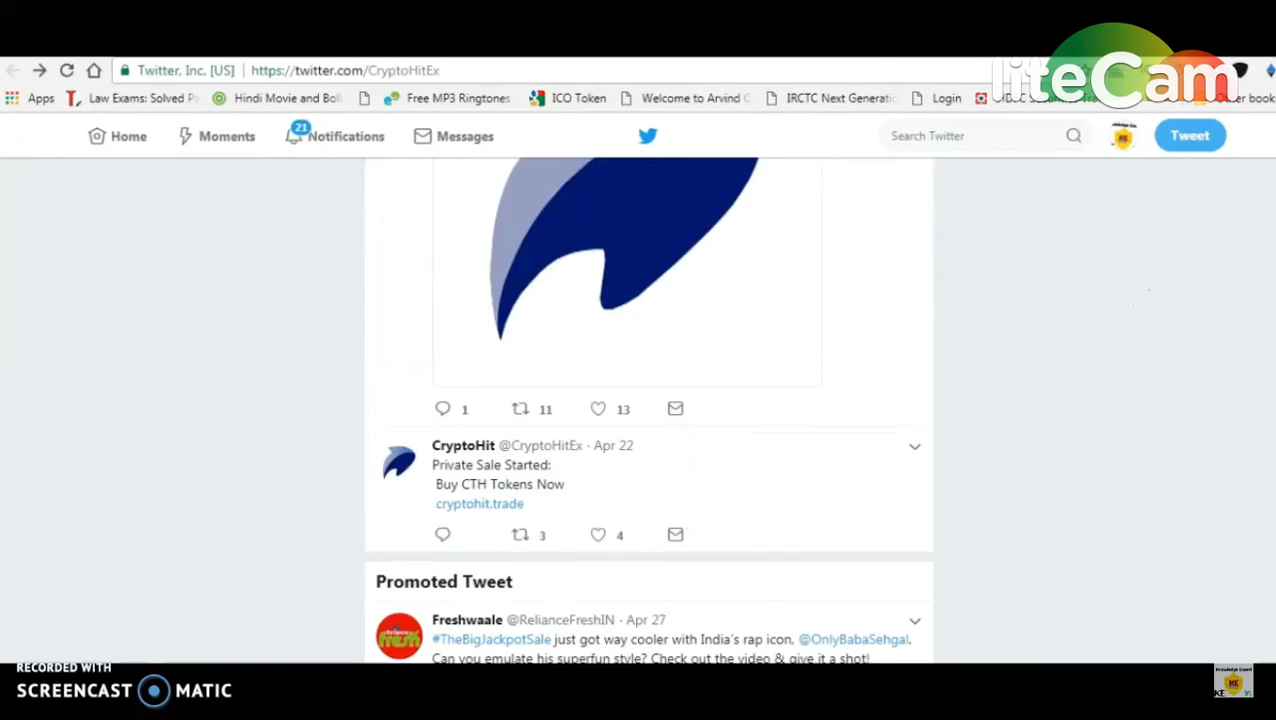 liteCam
Twitter, Inc. [US] https://twitter.com/CryptoHitEx
Apps Law Exams: Solved Hindi Movie and Free MP3 Ringtones ICO Token Welcome to Arvind IRCTC Next Login book
Home Moments 21 Notifications Messages Search Twitter Tweet
1 11 13
CryptoHit @CryptoHitEx · Apr 22
Private Sale Started:
Buy CTH Tokens Now
cryptohit.trade
3 4
Promoted Tweet
Freshwaale @RelianceFreshIN · Apr 27
#TheBigJackpotSale just got way cooler with India's rap icon, @OnlyBabaSehgal.
Can you emulate his superfun style? Check out the video & give it a shot!
RECORDED WITH
SCREENCAST MATIC
Knowledge Expert
KE